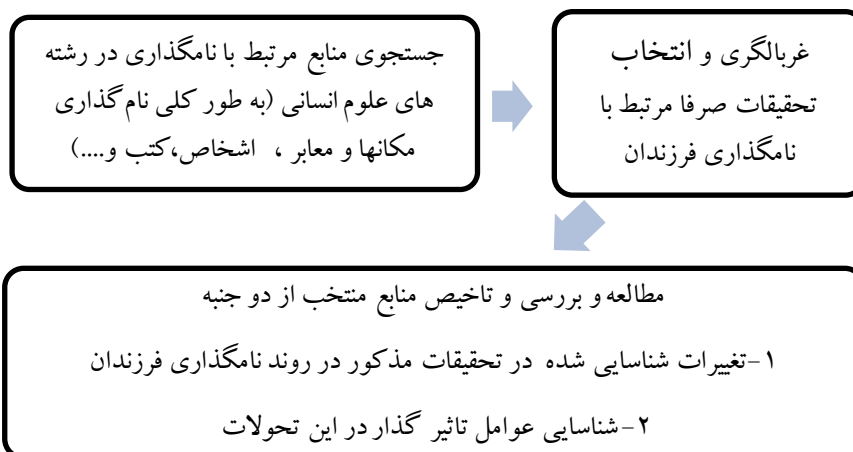 جستجوی منابع مرتبط با نامگذاری در رشته
های علوم انسانی (به طور کلی نام گذاری
مکانها و معابر ، اشخاص،کتب و....)
غربالگری و انتخاب
تحقیقات صرفا مرتبط با
نامگذاری فرزندان
مطالعه و بررسی و تاخیص منابع منتخب از دو جنبه
۱-تغییرات شناسایی شده در تحقیقات مذکور در روند نامگذاری فرزندان
۲-شناسایی عوامل تاثیر گذار در این تحولات